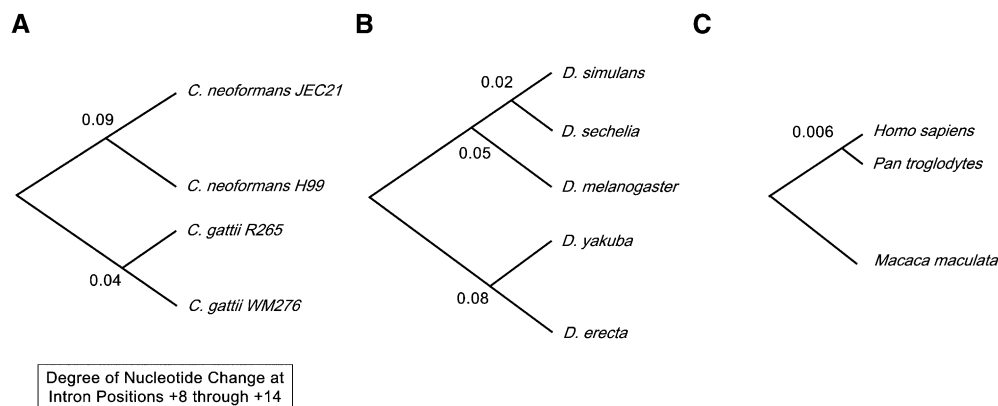 A
B
C
C. neoformans JEC21
0.09
C. neoformans H99
C. gattii R265
0.04
C. gattii WM276
Degree of Nucleotide Change at
Intron Positions +8 through +14
D. simulans
0.02
D. sechelia
0.05
D. melanogaster
D. yakuba
0.08
D. erecta
Homo sapiens
0.006
Pan troglodytes
Macaca maculata